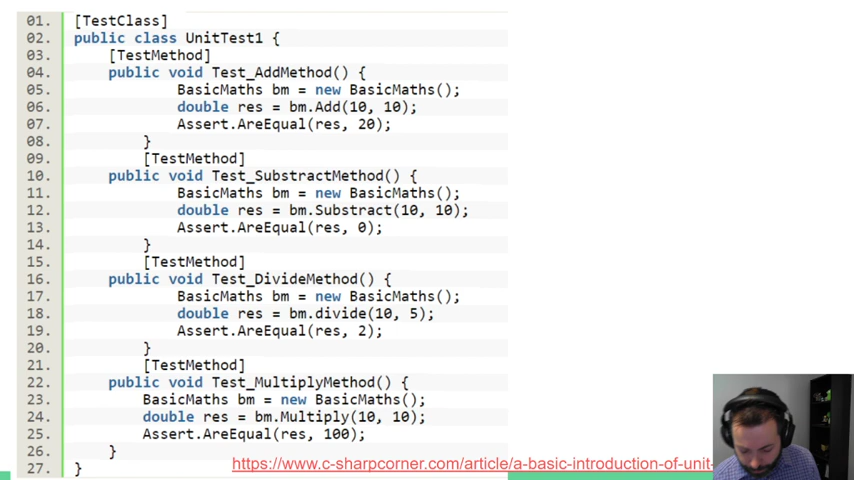 01. [TestClass]
02. public class UnitTest1 {
03. [TestMethod]
04. public void Test_AddMethod() {
05. BasicMaths bm = new BasicMaths();
06. double res = bm.Add(10, 10);
07. Assert.AreEqual(res, 20);
08. }
09. [TestMethod]
10. public void Test_SubstractMethod() {
11. BasicMaths bm = new BasicMaths();
12. double res = bm.Substract(10, 10);
13. Assert.AreEqual(res, 0);
14. }
15. [TestMethod]
16. public void Test_DivideMethod() {
17. BasicMaths bm = new BasicMaths();
18. double res = bm.divide(10, 5);
19. Assert.AreEqual(res, 2);
20. }
21. [TestMethod]
22. public void Test_MultiplyMethod() {
23. BasicMaths bm = new BasicMaths();
24. double res = bm.Multiply(10, 10);
25. Assert.AreEqual(res, 100);
26. }
27. }
https://www.c-sharpcorner.com/article/a-basic-introduction-of-unit-